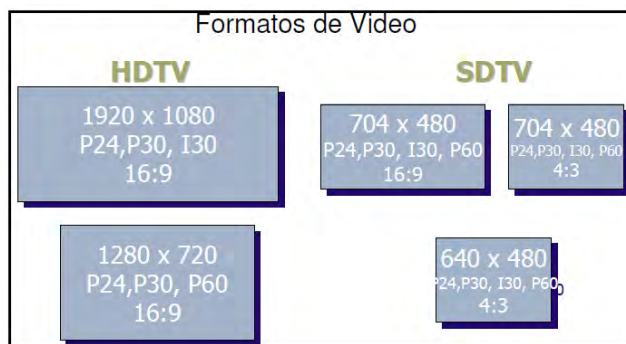 Formatos de Video
HDTV
SDTV
1920 x 1080
P24,P30, I30
16:9
704 x 480
P24,P30, I30, P60
16:9
704 x 480
P24,P30, I30, P60
4:3
1280 x 720
P24,P30, P60
16:9
640 x 480
P24,P30, I30, P60
4:3